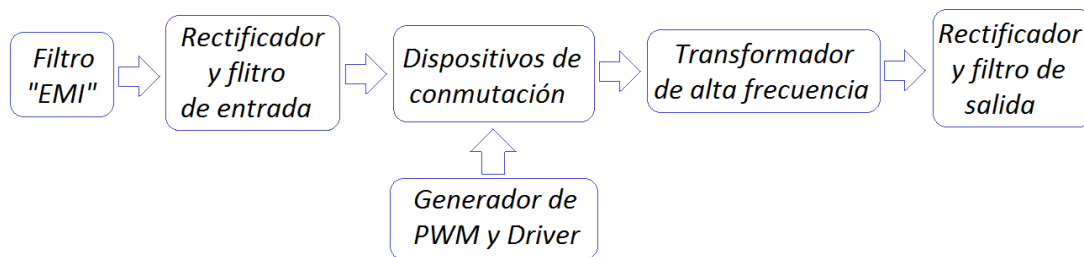 Filtro
"EMI"
Rectificador
y flitro
de entrada
Dispositivos de
conmutación
Transformador
de alta frecuencia
Rectificador
y filtro de
salida
Generador de
PWM y Driver